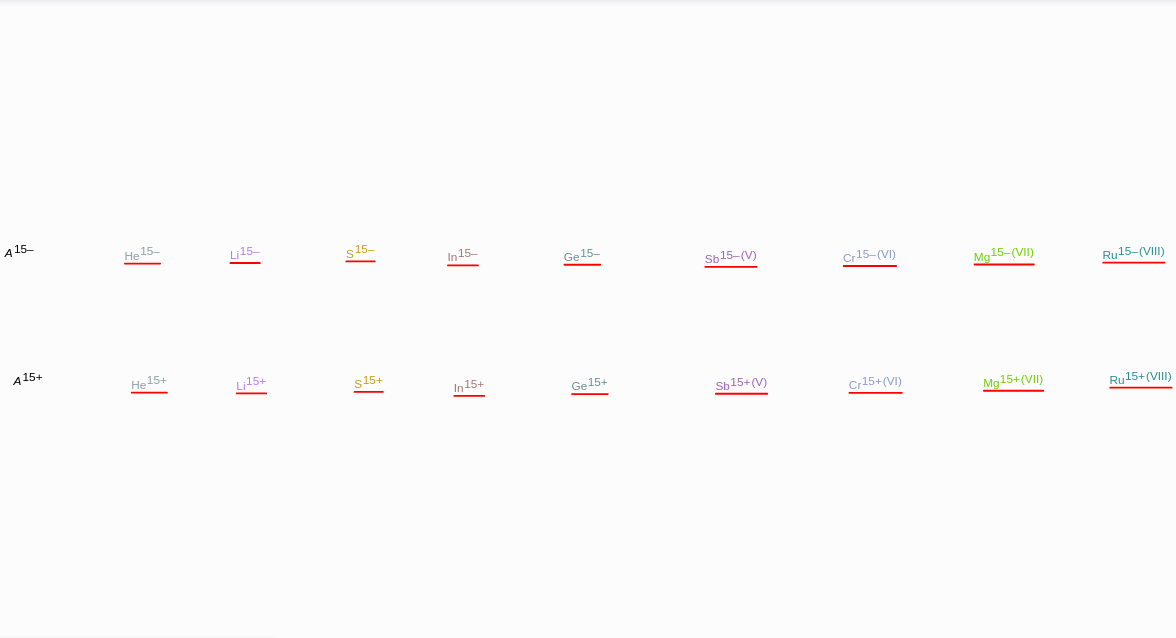 A15– He15– Li15– S15– In15– Ge15– Sb15–(V) Cr15–(VI) Mg15–(VII) Ru15–(VIII)
A15+ He15+ Li15+ S15+ In15+ Ge15+ Sb15+(V) Cr15+(VI) Mg15+(VII) Ru15+(VIII)